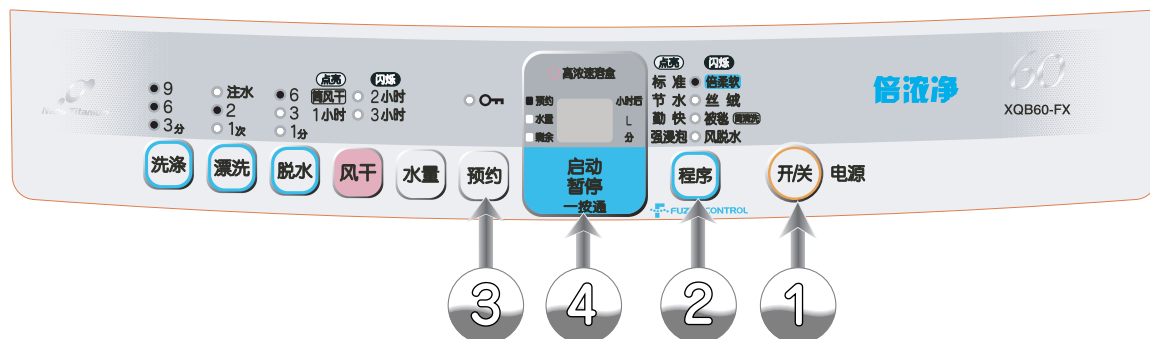 点亮 闪烁
9 注水 6 筒风干 2小时
6 2 3 1小时 3小时
3分 1次 1分
高浓速溶盒
预约 小时后
水量 L
剩余 分
点亮 闪烁
标准 倍柔软
节水 丝绒
勤快 被毯
强浸泡 风脱水
倍浓净
60
XQB60-FX
洗涤 漂洗 脱水 风干 水量 预约
启动
暂停
一按通
程序 开/关 电源
3 4 2 1